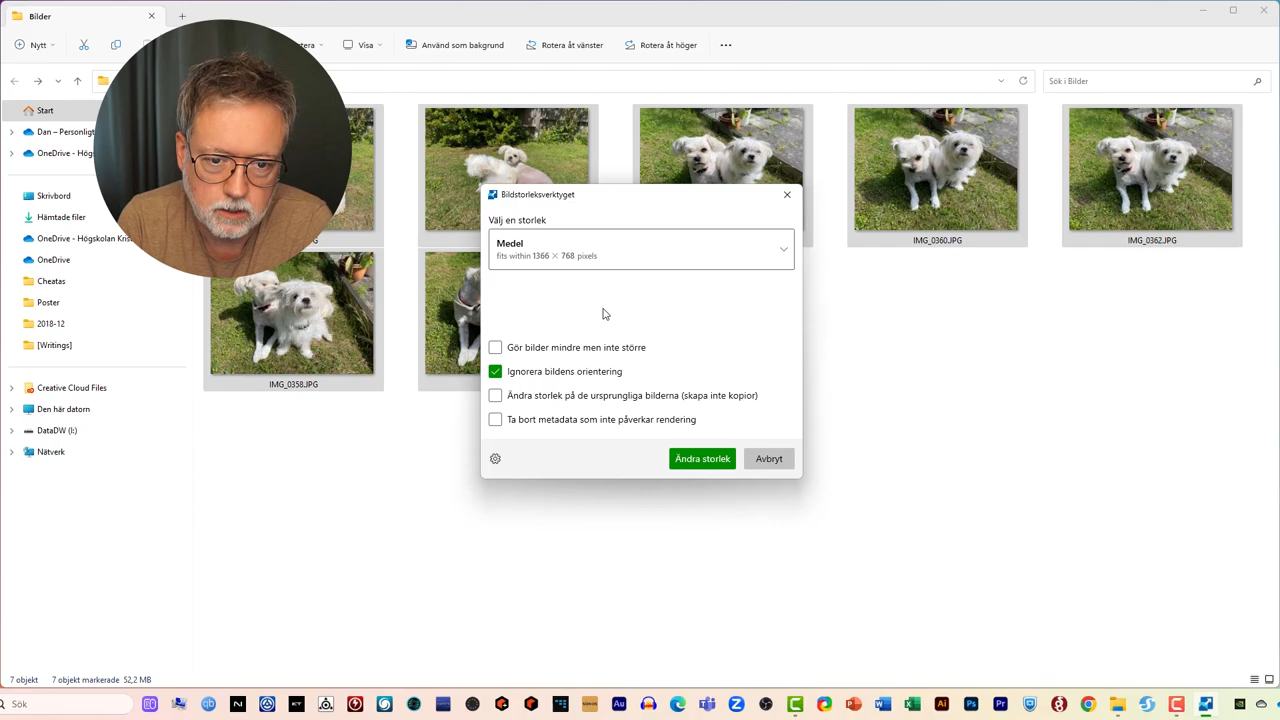 Bilder
Nytt
Visa
Använd som bakgrund
Rotera åt vänster
Rotera åt höger
Sök i Bilder
Start
Dan – Personligt
OneDrive - Hög
Skrivbord
Hämtade filer
OneDrive - Högskolan Kris
OneDrive
Cheatas
Poster
2018-12
[Writings]
Creative Cloud Files
Den här datorn
DataDW (I:)
Nätverk
IMG_0360.JPG
IMG_0362.JPG
IMG_0358.JPG
Bildstorleksverktyget
Välj en storlek
Medel
fits within 1366 × 768 pixels
Gör bilder mindre men inte större
Ignorera bildens orientering
Ändra storlek på de ursprungliga bilderna (skapa inte kopior)
Ta bort metadata som inte påverkar rendering
Ändra storlek
Avbryt
7 objekt
7 objekt markerade 52,2 MB
Sök